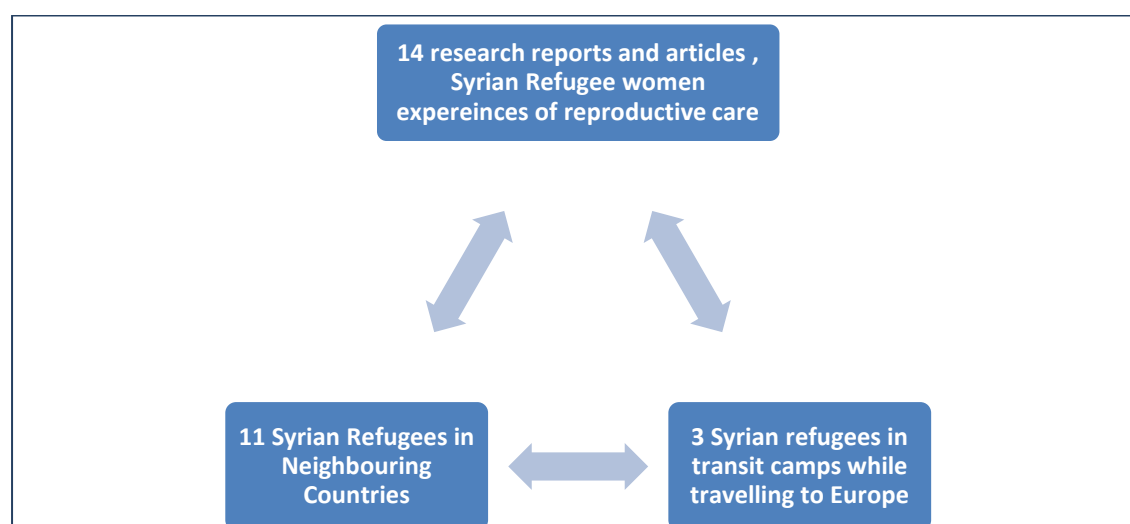 14 research reports and articles ,
Syrian Refugee women
expereinces of reproductive care
11 Syrian Refugees in
Neighbouring
Countries
3 Syrian refugees in
transit camps while
travelling to Europe